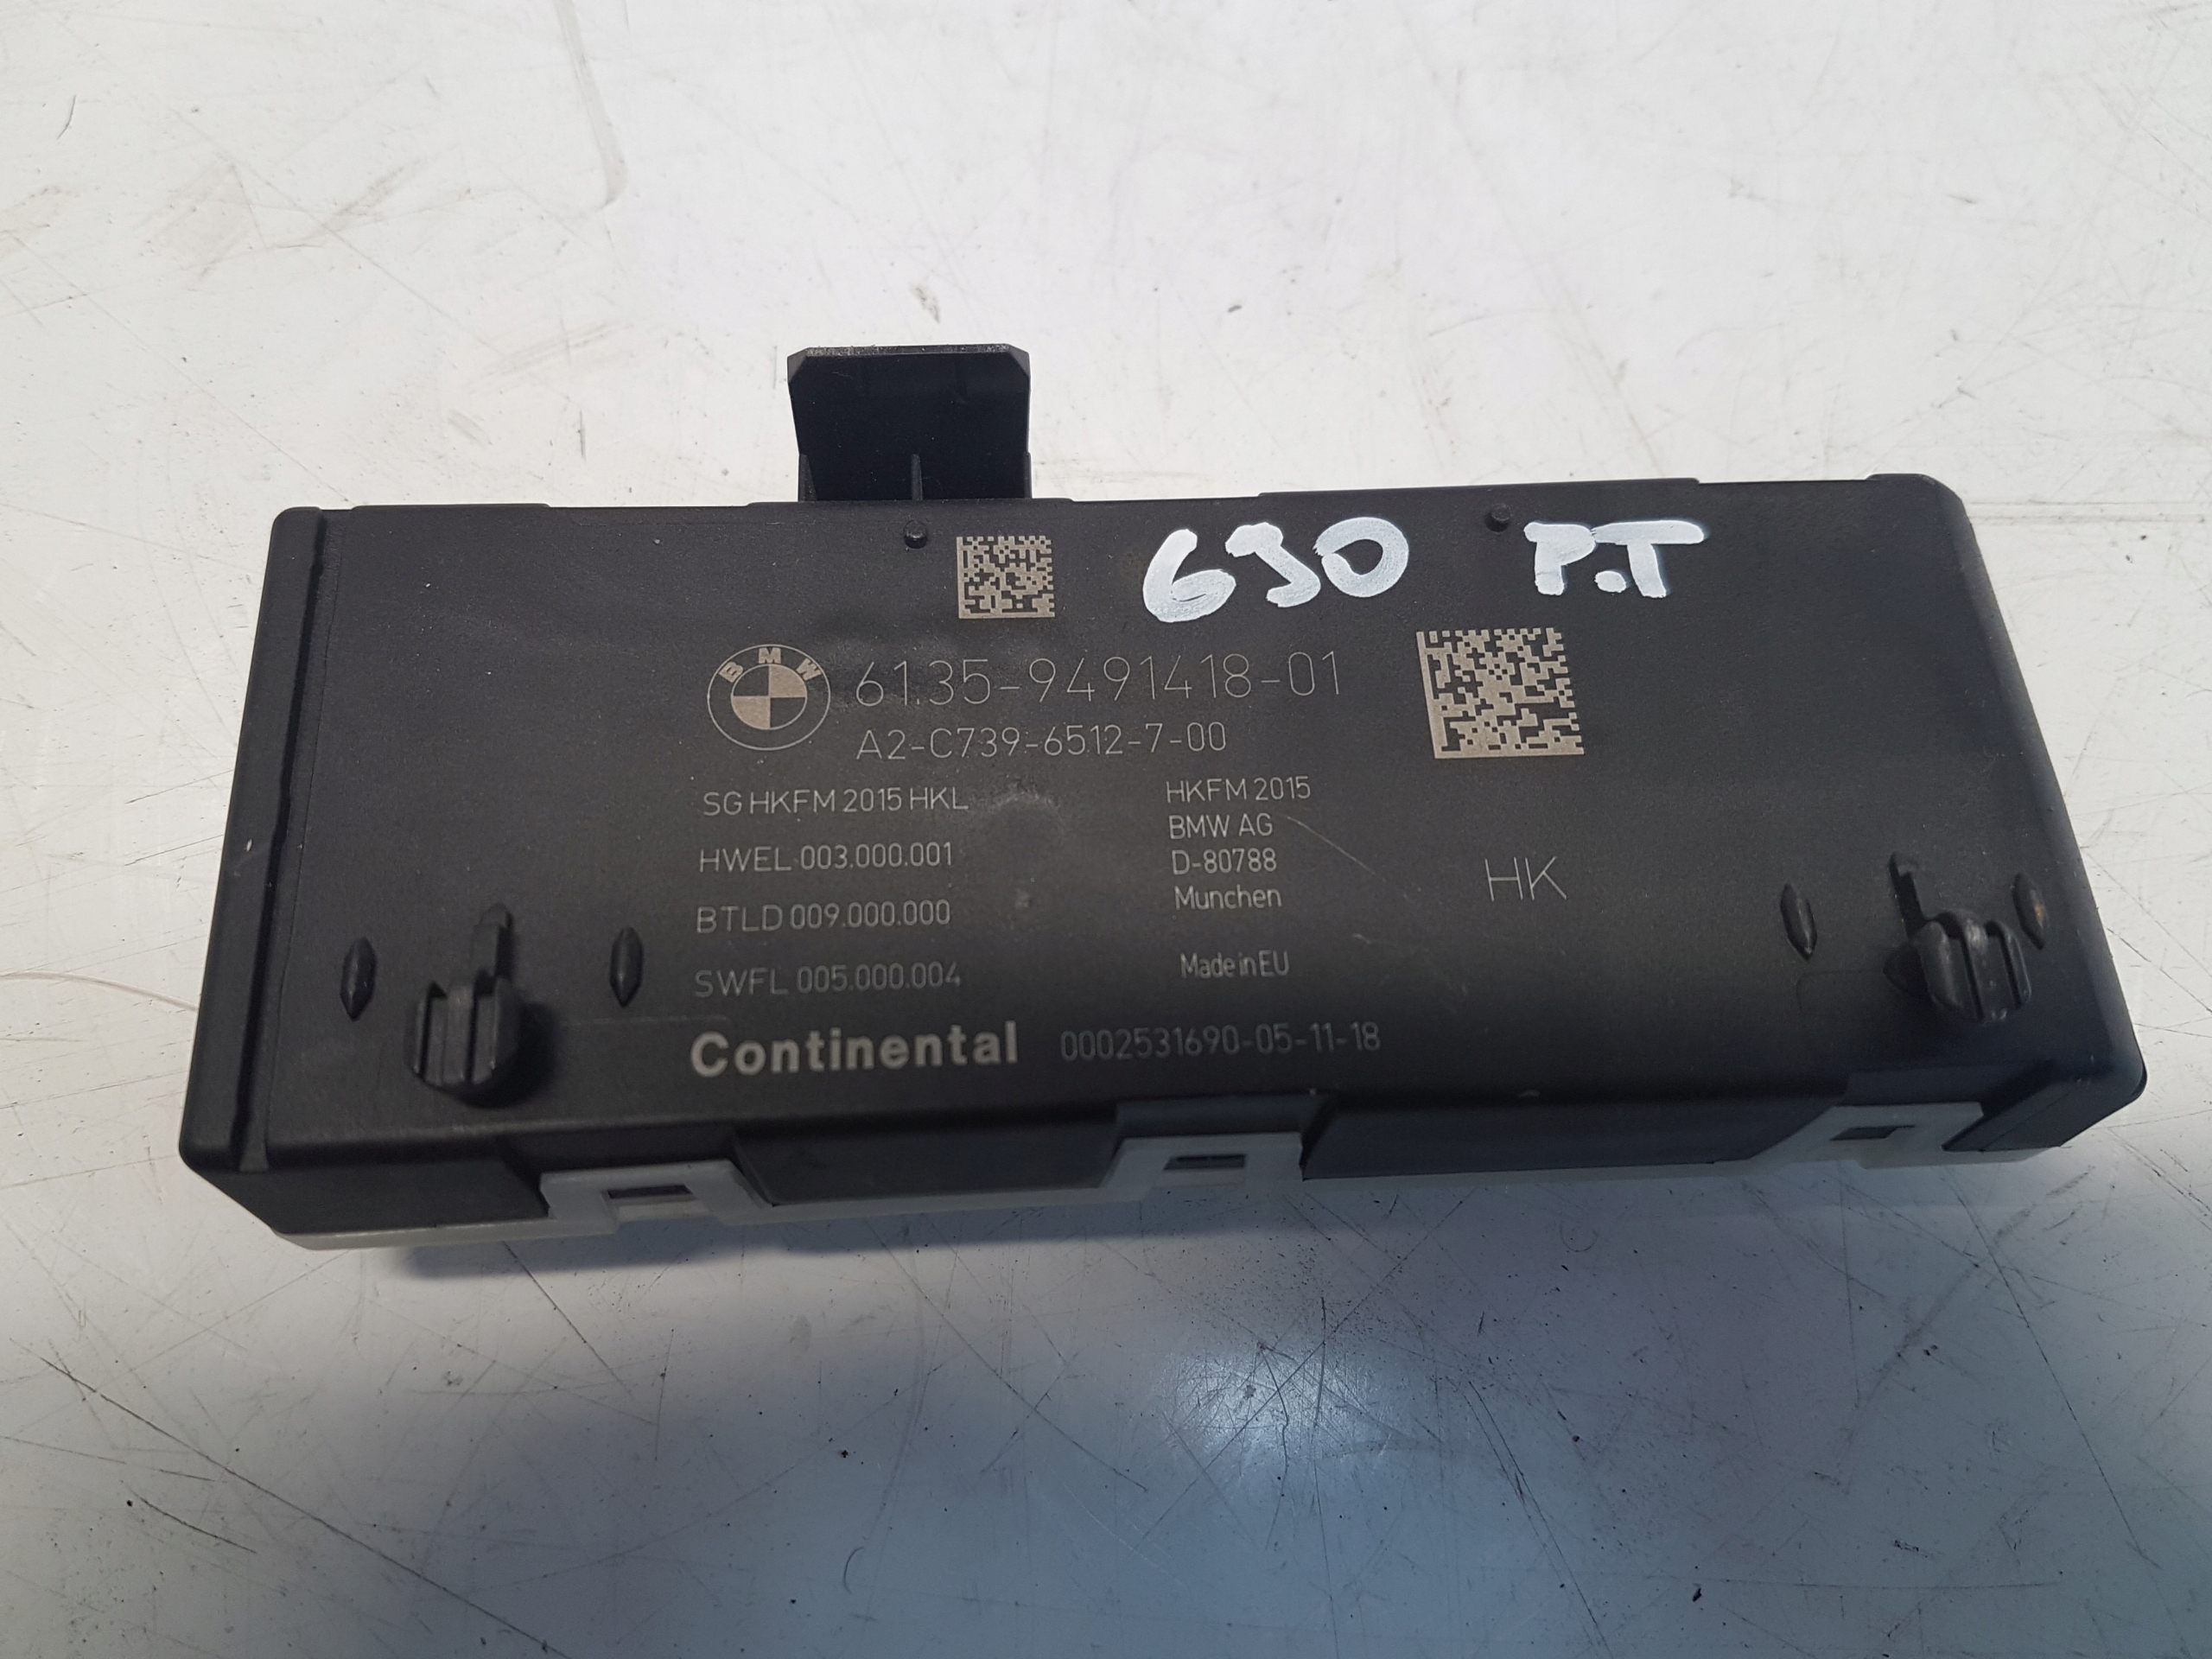 G30 P.T
BMW
61.35-9491418-01
A2-C739-6512-7-00
SG HKFM 2015 HKL
HWEL 003.000.001
BTLD 009.000.000
SWFL 005.000.004
HKFM 2015
BMW AG
D-80788
Munchen
Made in EU
HK
Continental 0002531690-05-11-18